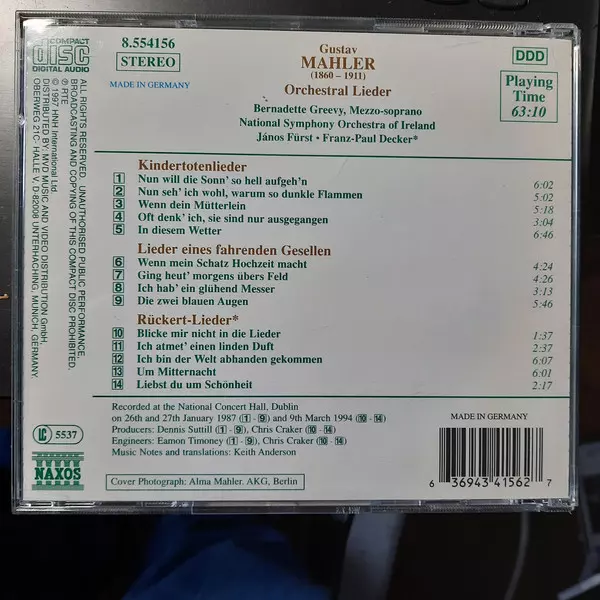 COMPACT
DISC
DIGITAL AUDIO
8.554156
STEREO
MADE IN GERMANY
Gustav
MAHLER
(1860 – 1911)
Orchestral Lieder
DDD
Playing
Time
63:10
Bernadette Greevy, Mezzo-soprano
National Symphony Orchestra of Ireland
János Fürst • Franz-Paul Decker*
Kindertotenlieder
1 Nun will die Sonn' so hell aufgeh'n 6:02
2 Nun seh' ich wohl, warum so dunkle Flammen 5:02
3 Wenn dein Mütterlein 5:18
4 Oft denk' ich, sie sind nur ausgegangen 3:04
5 In diesem Wetter 6:46
Lieder eines fahrenden Gesellen
6 Wenn mein Schatz Hochzeit macht 4:24
7 Ging heut' morgens übers Feld 4:26
8 Ich hab' ein glühend Messer 3:13
9 Die zwei blauen Augen 5:46
Rückert-Lieder*
10 Blicke mir nicht in die Lieder 1:37
11 Ich atmet' einen linden Duft 2:37
12 Ich bin der Welt abhanden gekommen 6:07
13 Um Mitternacht 6:01
14 Liebst du um Schönheit 2:17
Recorded at the National Concert Hall, Dublin
on 26th and 27th January 1987 (1 - 9) and 9th March 1994 (10 - 14)
Producers: Dennis Suttill (1 - 9), Chris Craker (10 - 14)
Engineers: Eamon Timoney (1 - 9), Chris Craker (10 - 14)
Music Notes and translations: Keith Anderson
Cover Photograph: Alma Mahler. AKG, Berlin
MADE IN GERMANY
6 36943 41562 7
ALL RIGHTS RESERVED. UNAUTHORISED PUBLIC PERFORMANCE,
BROADCASTING AND COPYING OF THIS COMPACT DISC PROHIBITED.
℗ RTE
© 1997 HNH International Ltd.
DISTRIBUTED BY: MVD MUSIC AND VIDEO DISTRIBUTION GmbH,
OBERWEG 21C- HALLE V, D-82008 UNTERHACHING, MUNICH, GERMANY.
LC 5537
NAXOS